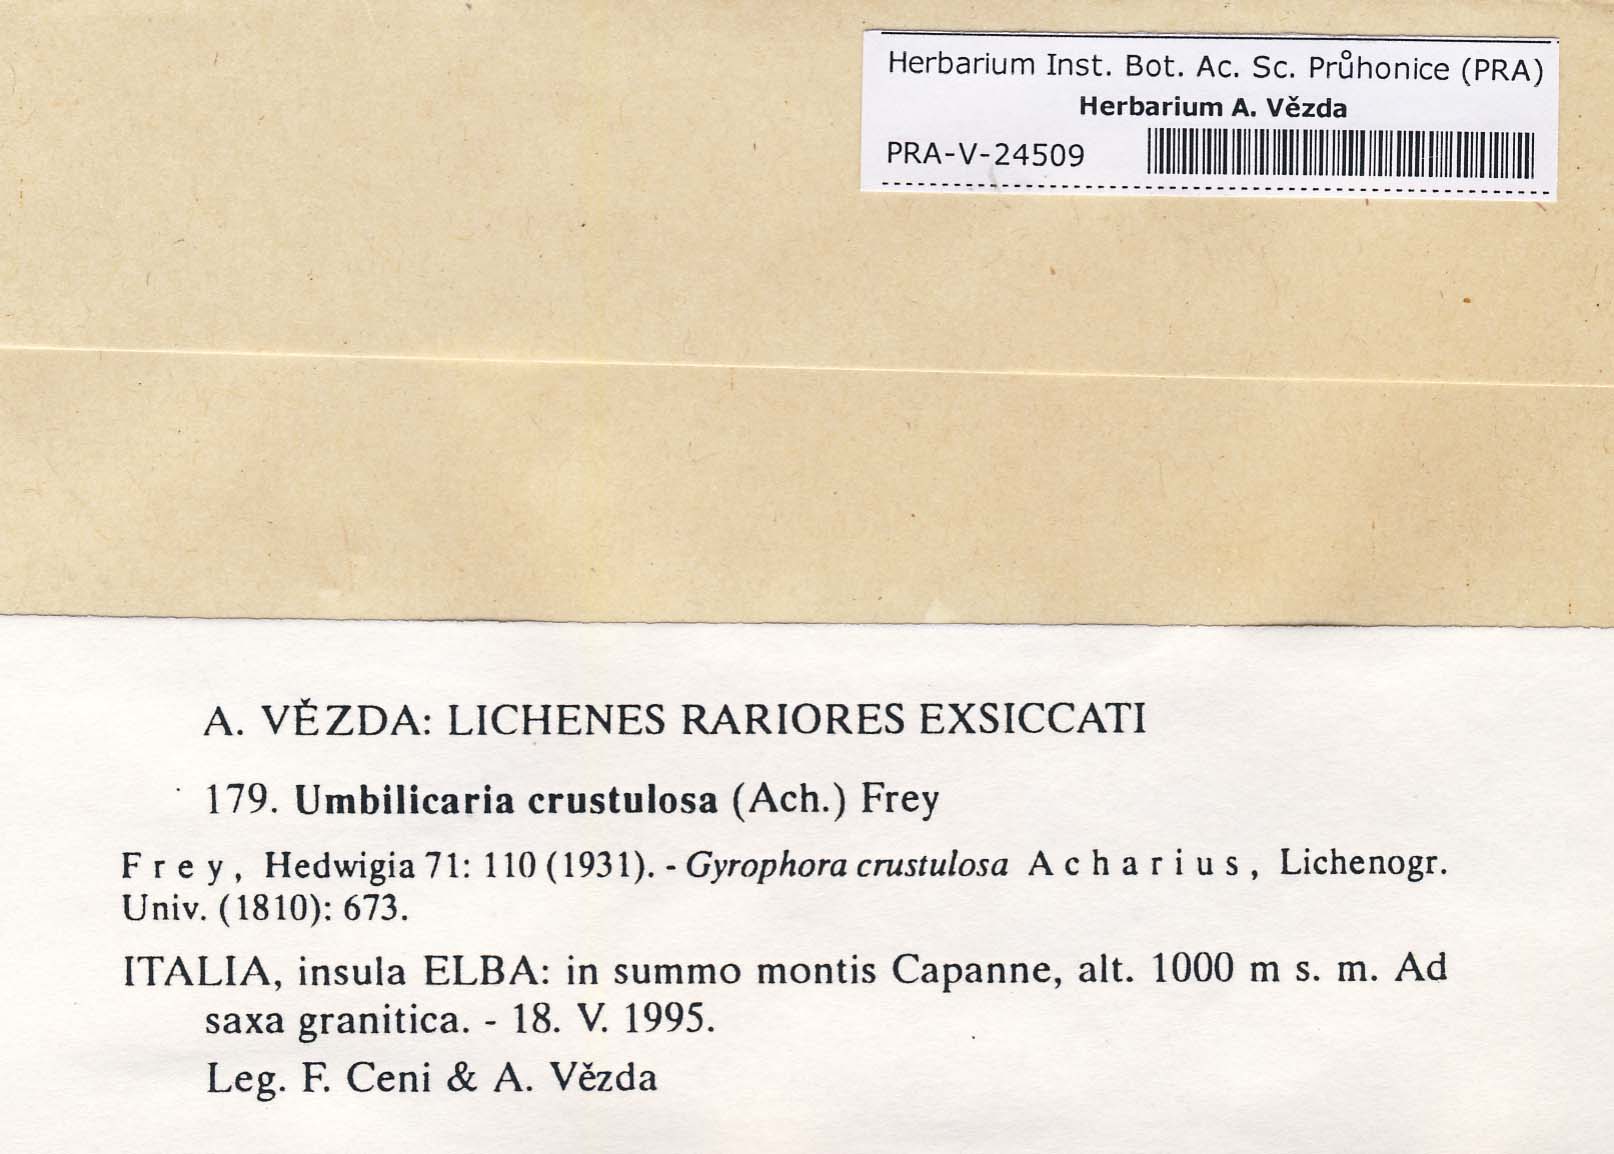 Herbarium Inst. Bot. Ac. Sc. Průhonice (PRA)
Herbarium A. Vězda
PRA-V-24509
A. VĚZDA: LICHENES RARIORES EXSICCATI
179. Umbilicaria crustulosa (Ach.) Frey
Frey, Hedwigia 71: 110 (1931). - Gyrophora crustulosa Acharius, Lichenogr.
Univ. (1810): 673.
ITALIA, insula ELBA: in summo montis Capanne, alt. 1000 m s. m. Ad
saxa granitica. - 18. V. 1995.
Leg. F. Ceni & A. Vězda